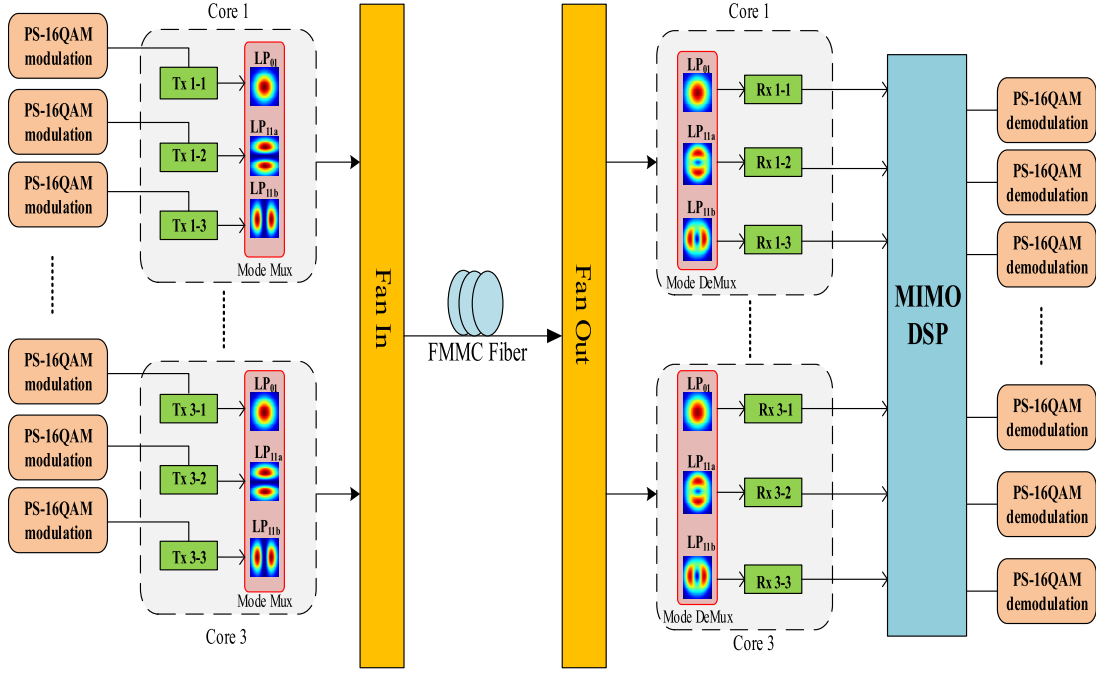 Core 1
PS-16QAM
modulation
PS-16QAM
modulation
PS-16QAM
modulation
Tx 1-1
Tx 1-2
Tx 1-3
LP01
LP11a
LP11b
Mode Mux
PS-16QAM
modulation
PS-16QAM
modulation
PS-16QAM
modulation
Tx 3-1
Tx 3-2
Tx 3-3
LP01
LP11a
LP11b
Mode Mux
Core 3
Fan In
FMMC Fiber
Fan Out
Core 1
LP01
LP11a
LP11b
Mode DeMux
Rx 1-1
Rx 1-2
Rx 1-3
LP01
LP11a
LP11b
Mode DeMux
Rx 3-1
Rx 3-2
Rx 3-3
Core 3
MIMO
DSP
PS-16QAM
demodulation
PS-16QAM
demodulation
PS-16QAM
demodulation
PS-16QAM
demodulation
PS-16QAM
demodulation
PS-16QAM
demodulation